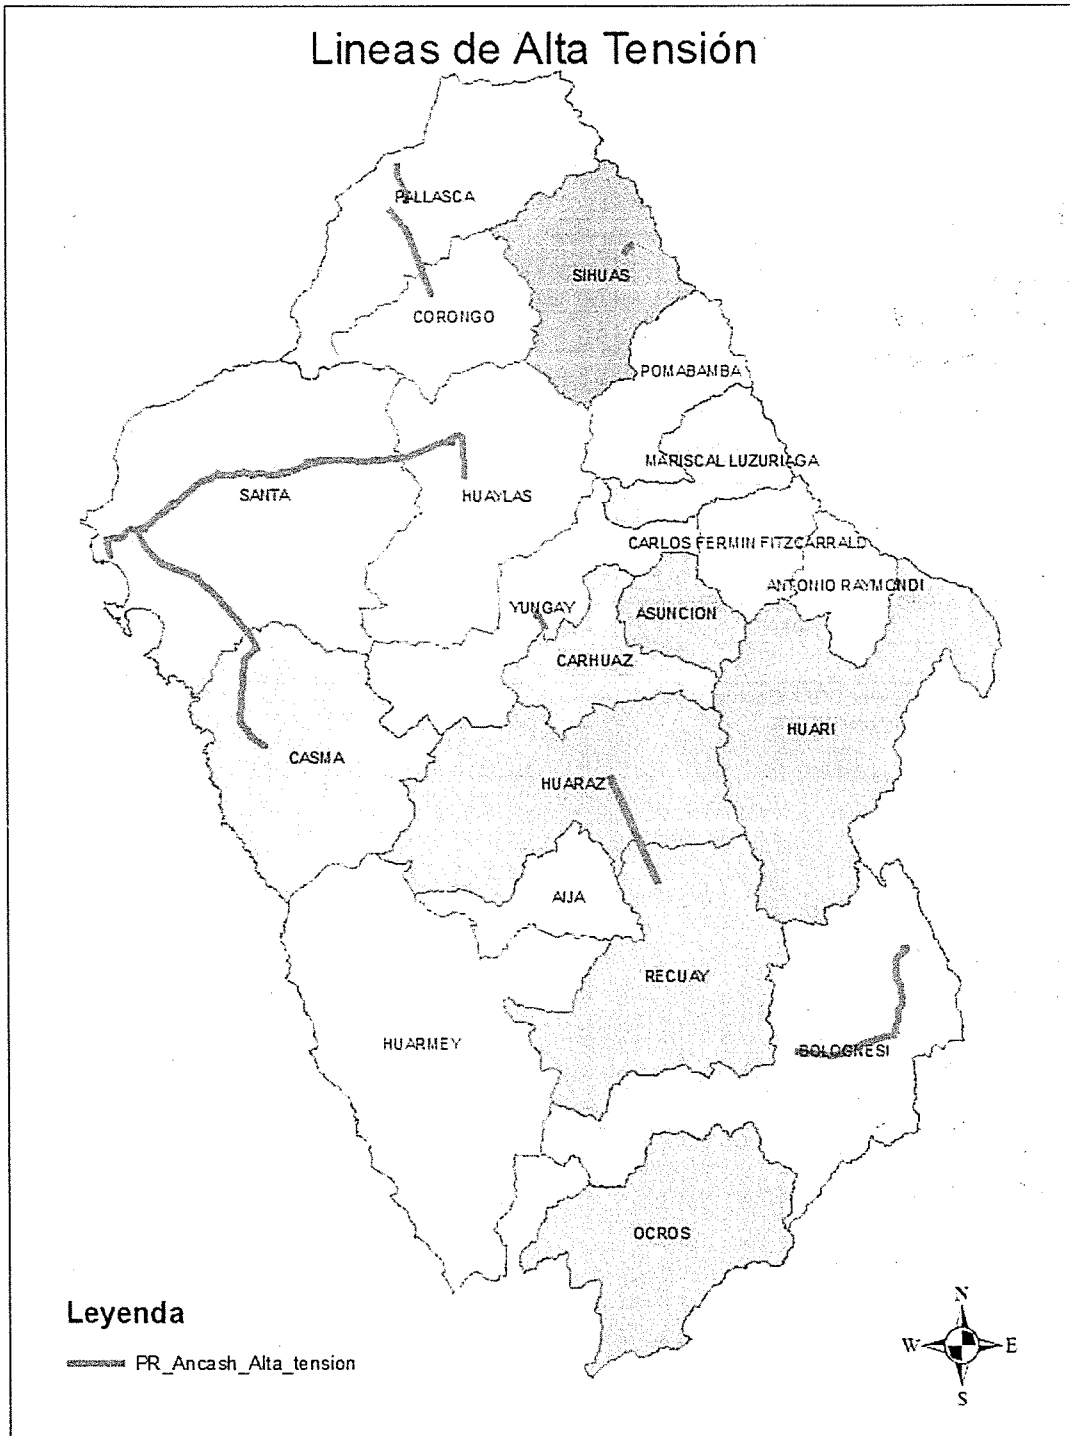 Lineas de Alta Tensión
PALLASCA
SIHUAS
CORONGO
POMABAMBA
MARISCAL LUZURIAGA
SANTA
HUAYLAS
CARLOS FERMIN FITZCARRALD
ANTONIO RAYMONDI
YUNGAY
ASUNCION
CARHUAZ
HUARI
CASMA
HUARAZ
AIJA
RECUAY
HUARMEY
BOLOGNESI
OCROS
Leyenda
PR_Ancash_Alta_tension
N
W
E
S